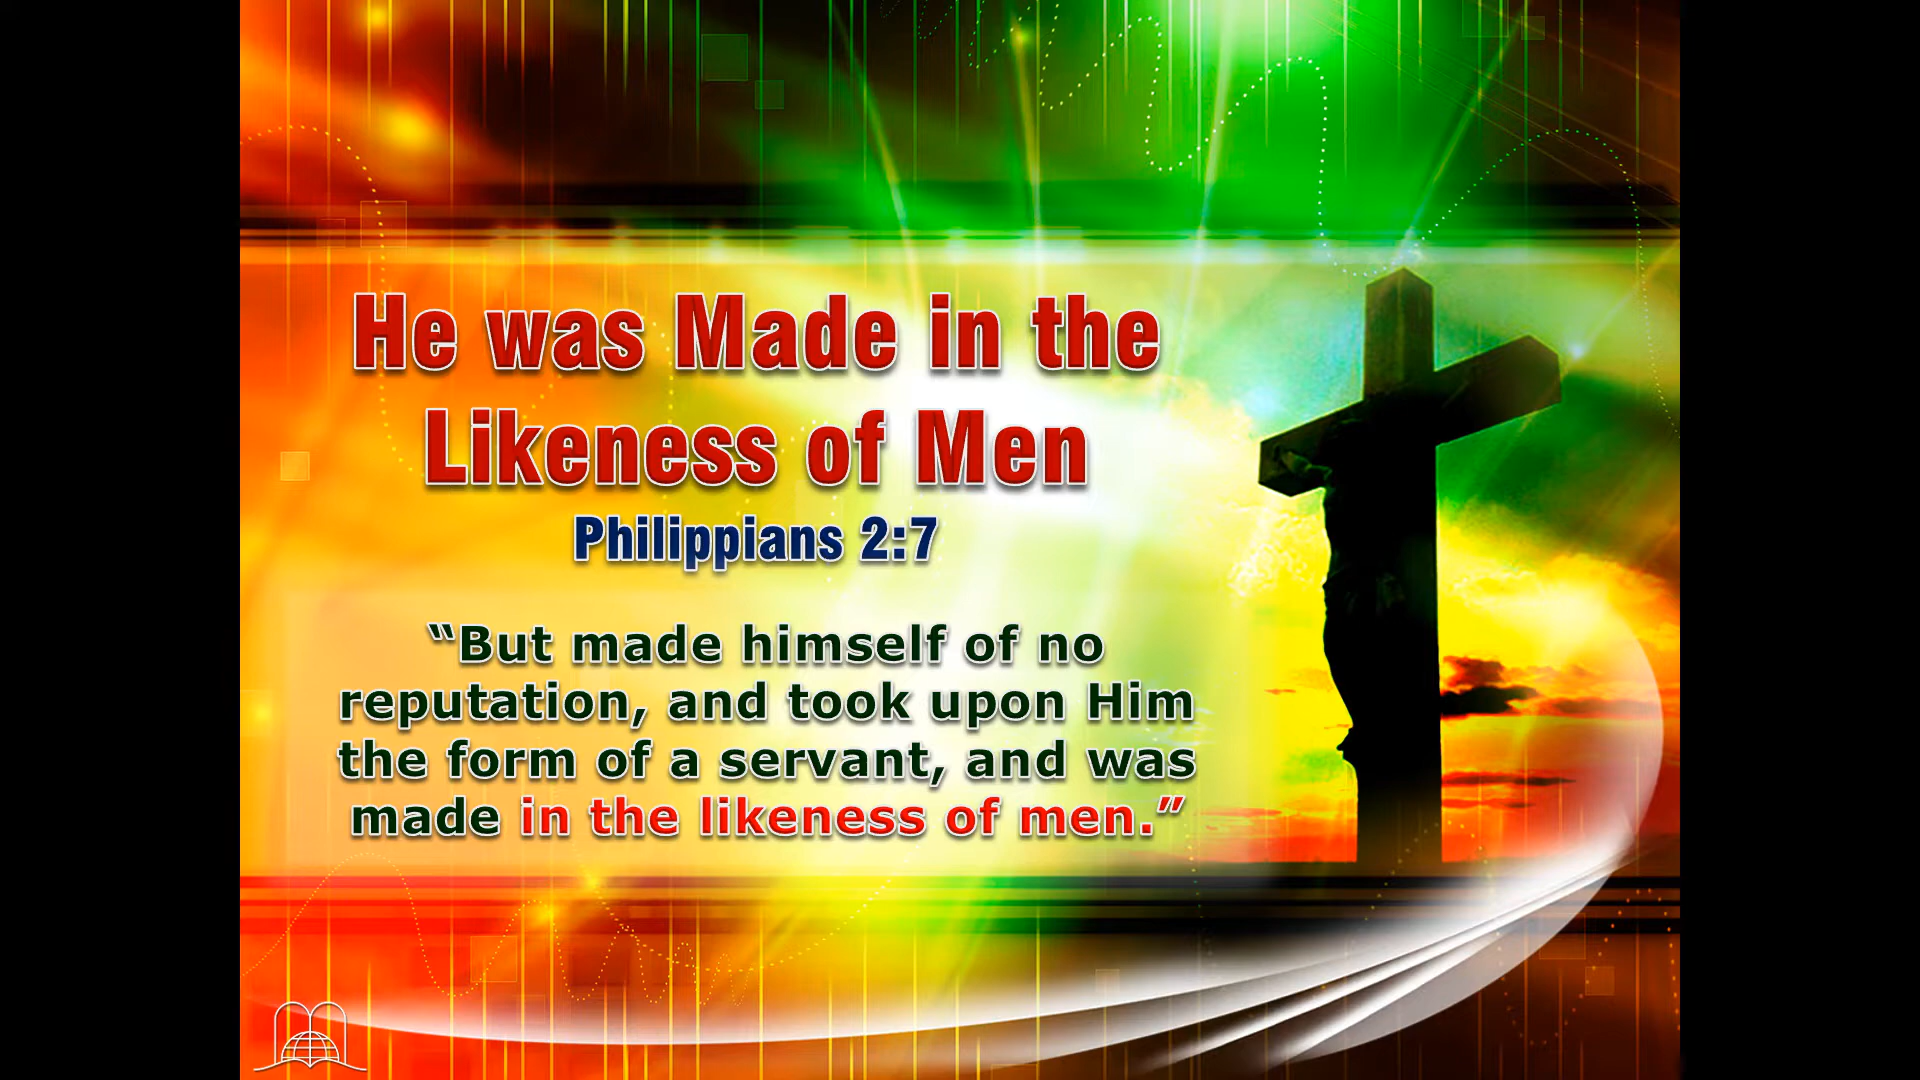 He was Made in the
Likeness of Men
Philippians 2:7
“But made himself of no
reputation, and took upon Him
the form of a servant, and was
made in the likeness of men.”